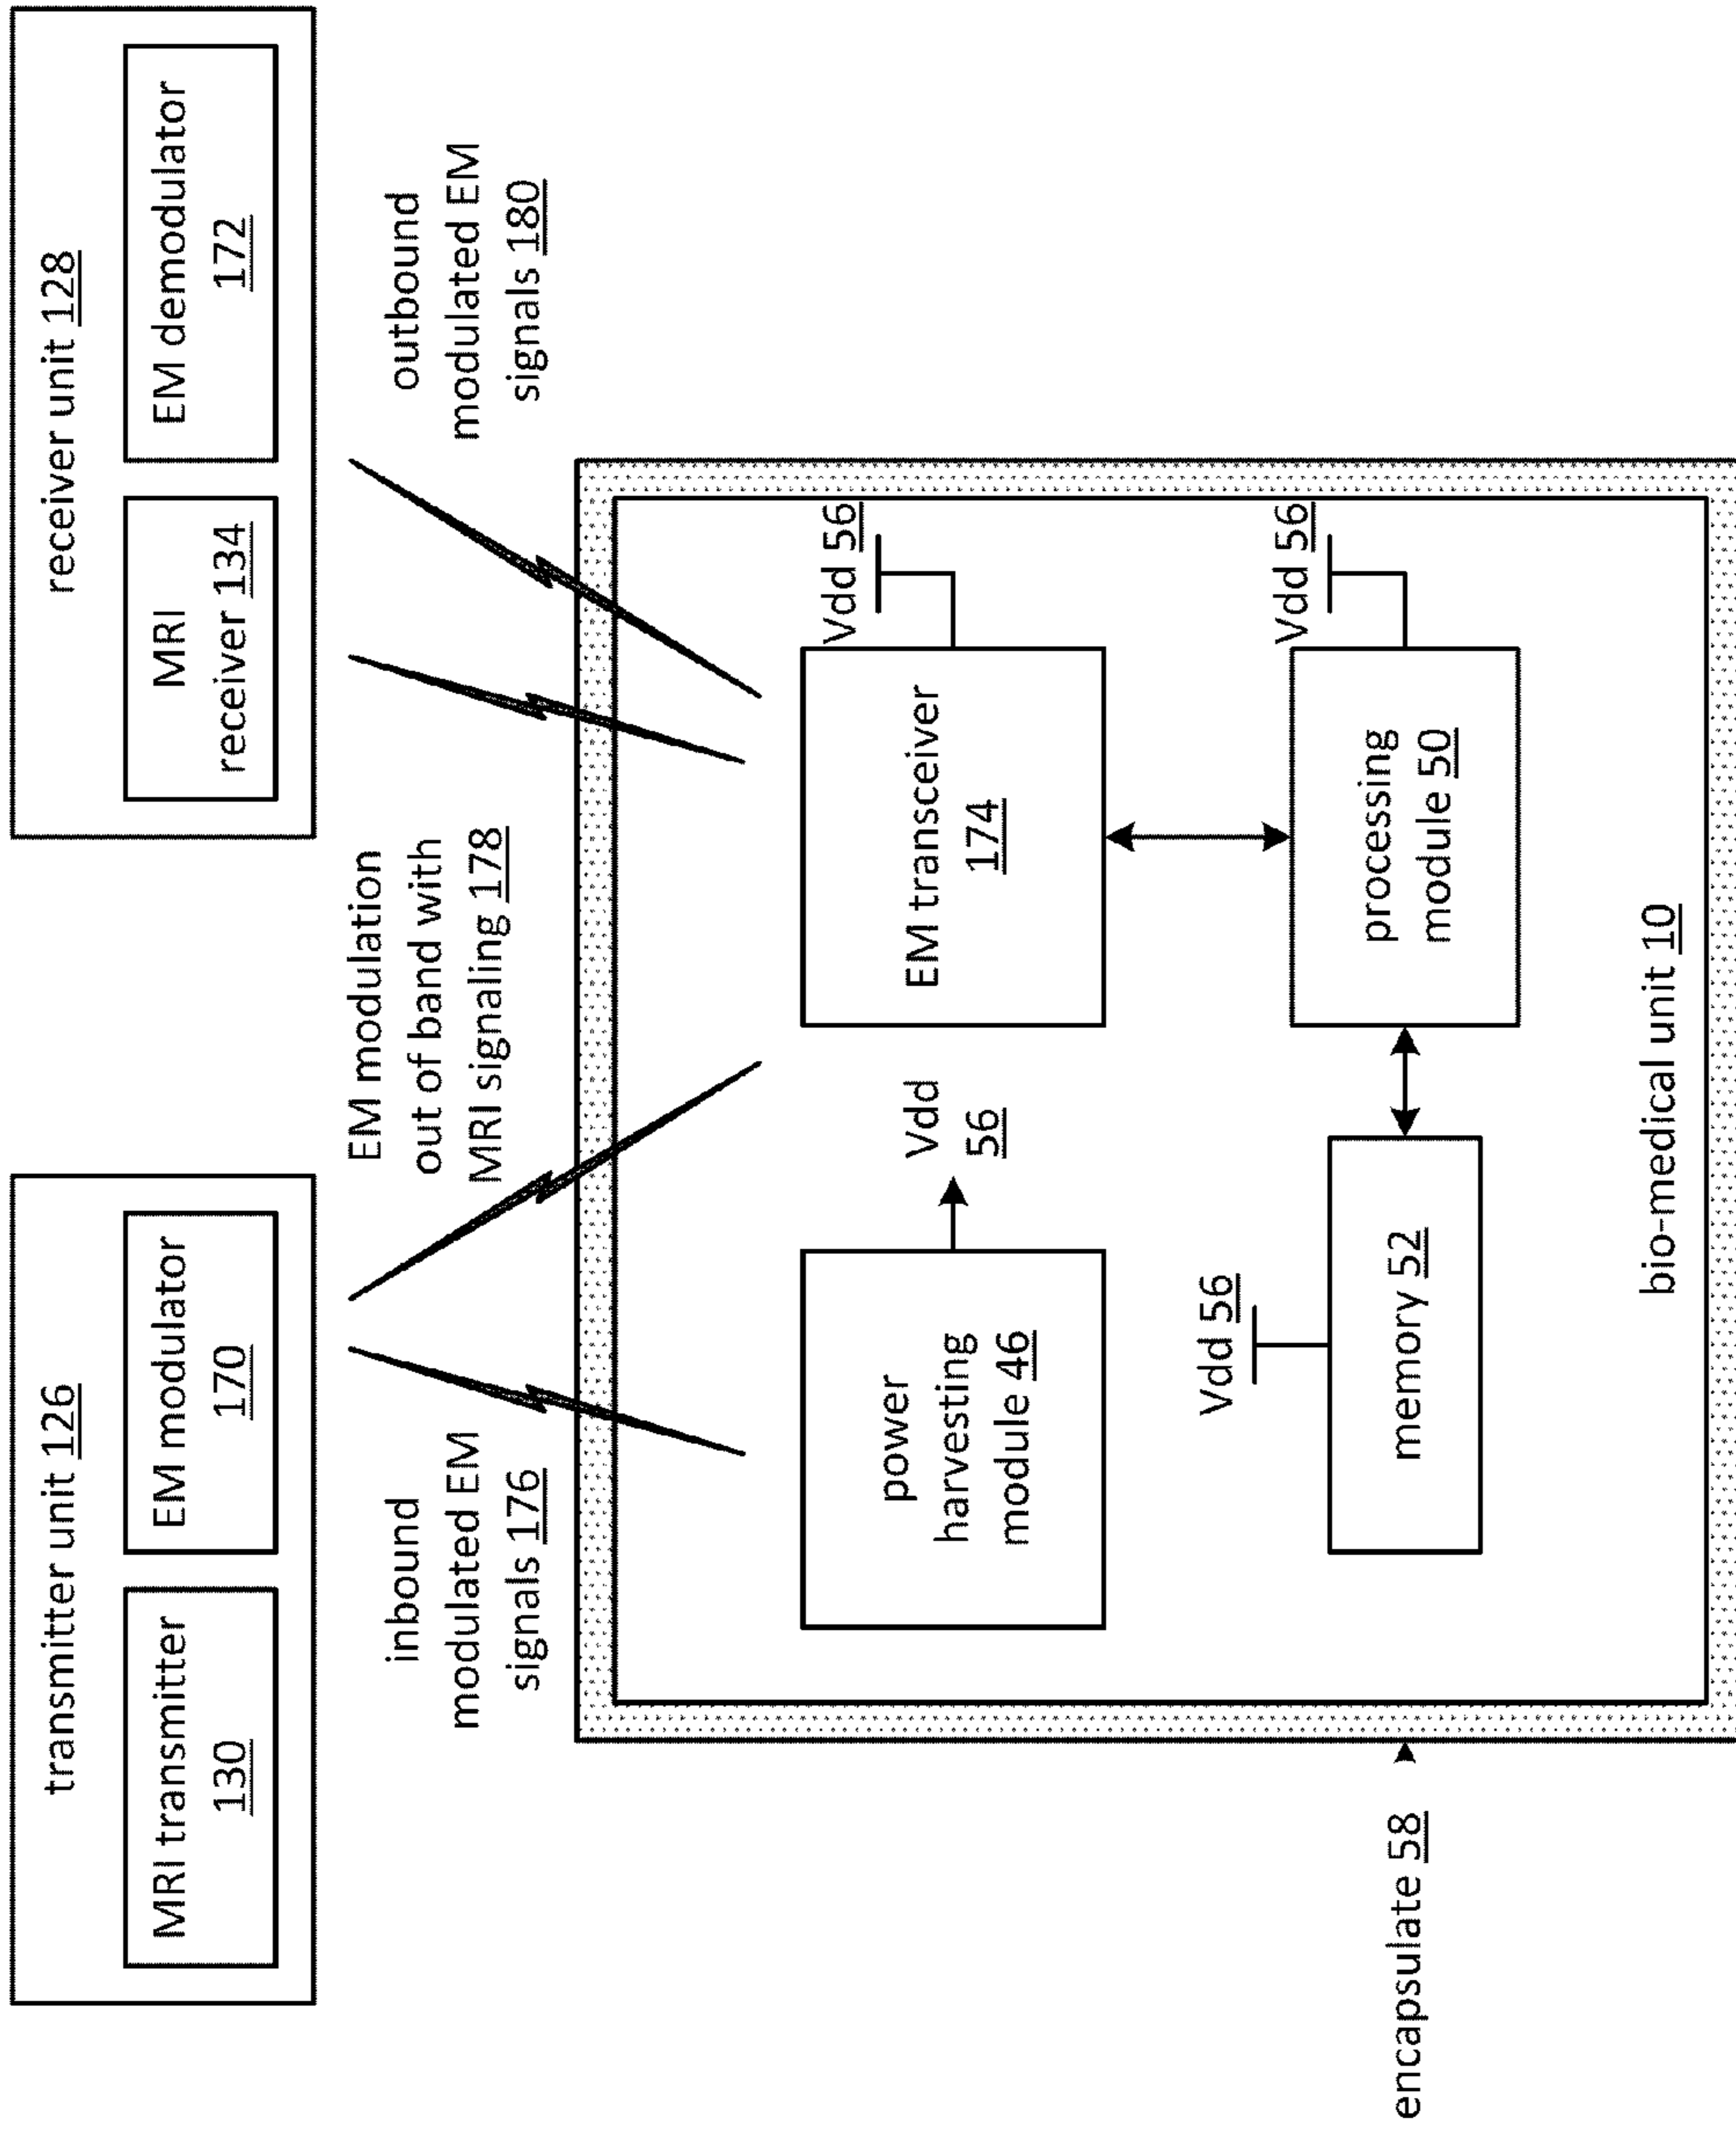 transmitter unit 126
MRI transmitter
130
EM modulator
170
receiver unit 128
MRI
receiver 134
EM demodulator
172
inbound
modulated EM
signals 176
EM modulation
out of band with
MRI signaling 178
outbound
modulated EM
signals 180
power
harvesting
module 46
Vdd
56
EM transceiver
174
Vdd 56
Vdd 56
memory 52
processing
module 50
Vdd 56
bio-medical unit 10
encapsulate 58